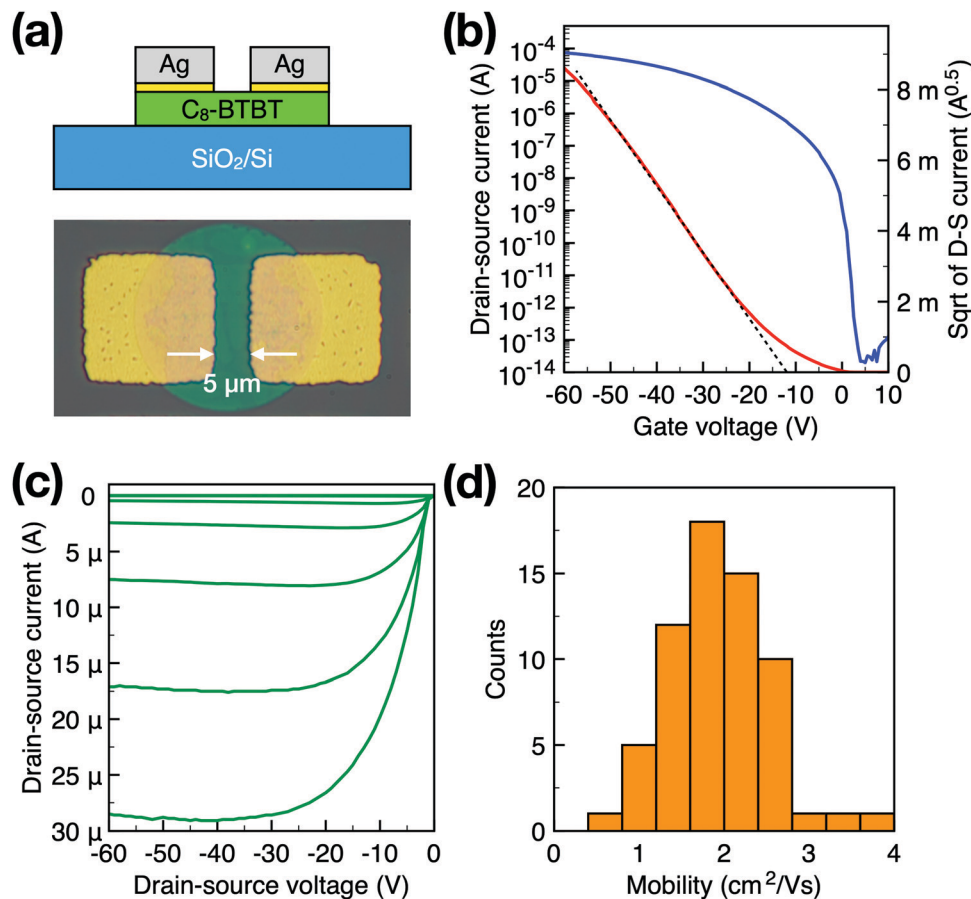 (a)
Ag Ag
C₈-BTBT
SiO₂/Si
5 µm
(b)
Drain-source current (A)
10⁻⁴
10⁻⁵
10⁻⁶
10⁻⁷
10⁻⁸
10⁻⁹
10⁻¹⁰
10⁻¹¹
10⁻¹²
10⁻¹³
10⁻¹⁴
8 m
6 m
4 m
2 m
0
Sqrt of D-S current (A⁰·⁵)
-60 -50 -40 -30 -20 -10 0 10
Gate voltage (V)
(c)
Drain-source current (A)
0
5 µ
10 µ
15 µ
20 µ
25 µ
30 µ
-60 -50 -40 -30 -20 -10 0
Drain-source voltage (V)
(d)
Counts
20
15
10
5
0
0 1 2 3 4
Mobility (cm²/Vs)